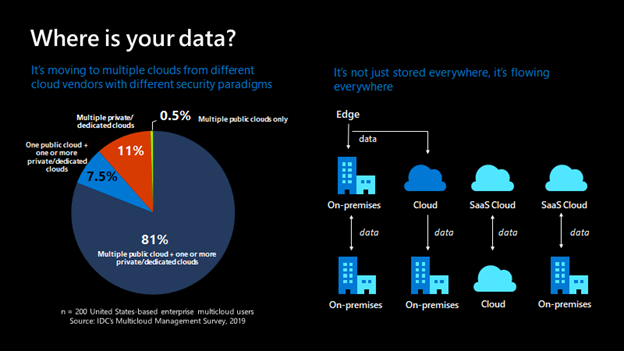 Where is your data?
It's moving to multiple clouds from different
cloud vendors with different security paradigms
0.5%
Multiple public clouds only
Multiple private/
dedicated clouds
11%
One public cloud +
one or more
private/dedicated
clouds
7.5%
81%
Multiple public cloud + one or more
private/dedicated clouds
n = 200 United States-based enterprise multicloud users
Source: IDC's Multicloud Management Survey, 2019
It's not just stored everywhere, it's flowing
everywhere
Edge
data
On-premises
Cloud
SaaS Cloud
SaaS Cloud
data
data
data
data
On-premises
On-premises
Cloud
On-premises